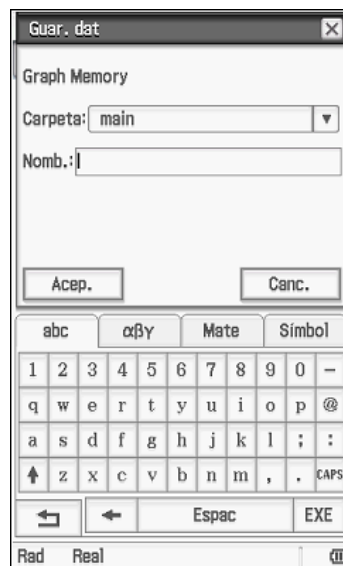 Guar. dat
Graph Memory
Carpeta: main
Nomb.:
Acep. Canc.
abc αβγ Mate Símbol
1 2 3 4 5 6 7 8 9 0 −
q w e r t y u i o p @
a s d f g h j k l ; :
z x c v b n m , . CAPS
Espac EXE
Rad Real